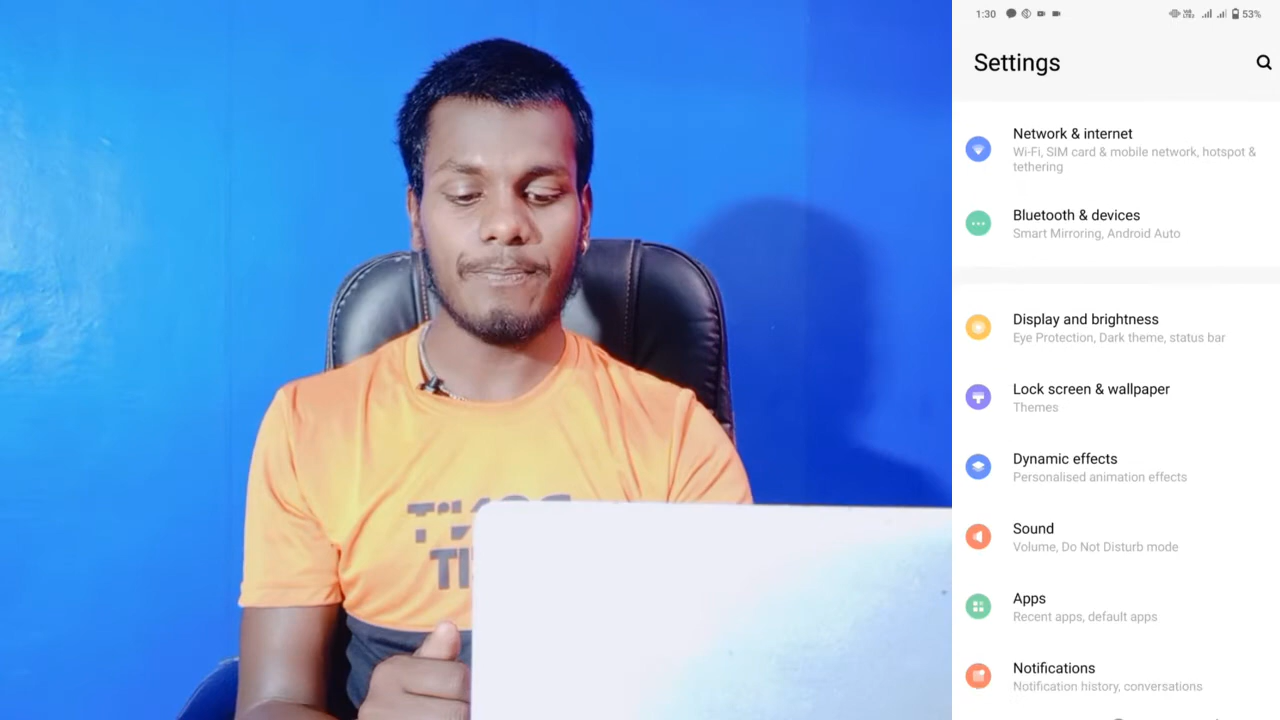 1:30
53%
Settings
Network & internet
Wi-Fi, SIM card & mobile network, hotspot &
tethering
Bluetooth & devices
Smart Mirroring, Android Auto
Display and brightness
Eye Protection, Dark theme, status bar
Lock screen & wallpaper
Themes
Dynamic effects
Personalised animation effects
Sound
Volume, Do Not Disturb mode
Apps
Recent apps, default apps
Notifications
Notification history, conversations